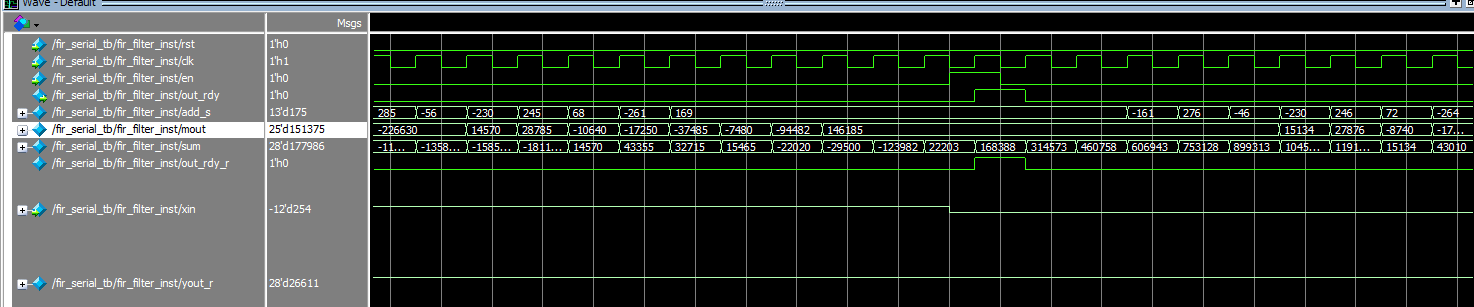 Wave - Default
Msgs
/fir_serial_tb/fir_filter_inst/rst 1'h0
/fir_serial_tb/fir_filter_inst/clk 1'h1
/fir_serial_tb/fir_filter_inst/en 1'h0
/fir_serial_tb/fir_filter_inst/out_rdy 1'h0
/fir_serial_tb/fir_filter_inst/add_s 13'd175 285 -56 -230 245 68 -261 169 -161 276 -46 -230 246 72 -264
/fir_serial_tb/fir_filter_inst/mout 25'd151375 -226630 14570 28785 -10640 -17250 -37485 -7480 -94482 146185 15134 27876 -8740 -17...
/fir_serial_tb/fir_filter_inst/sum 28'd177986 -11... -1358... -1585... -1811... 14570 43355 32715 15465 -22020 -29500 -123982 22203 168388 314573 460758 606943 753128 899313 1045... 1191... 15134 43010
/fir_serial_tb/fir_filter_inst/out_rdy_r 1'h0
/fir_serial_tb/fir_filter_inst/xin -12'd254
/fir_serial_tb/fir_filter_inst/yout_r 28'd26611